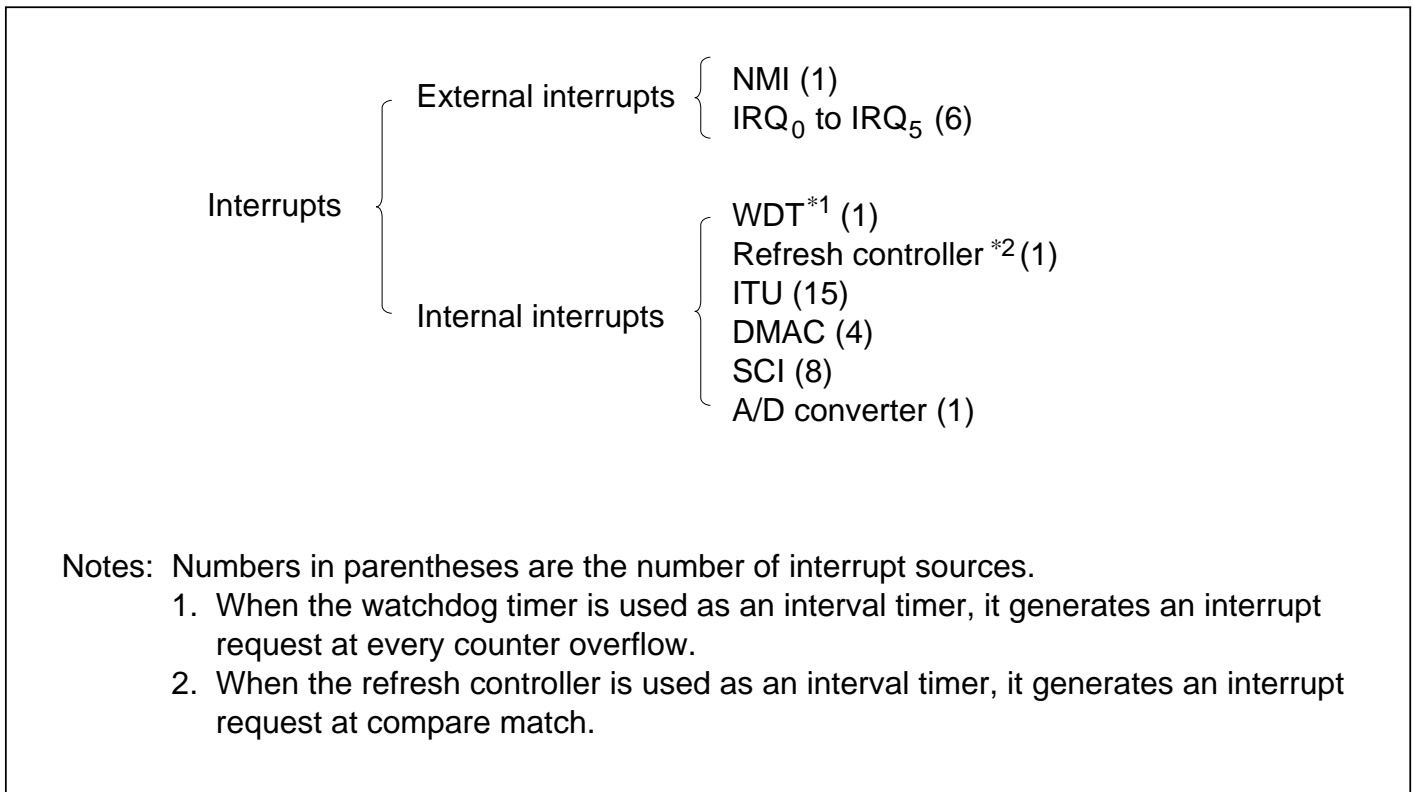 External interrupts
NMI (1)
IRQ0 to IRQ5 (6)
Interrupts
Internal interrupts
WDT*1 (1)
Refresh controller *2 (1)
ITU (15)
DMAC (4)
SCI (8)
A/D converter (1)
Notes: Numbers in parentheses are the number of interrupt sources.
1. When the watchdog timer is used as an interval timer, it generates an interrupt
request at every counter overflow.
2. When the refresh controller is used as an interval timer, it generates an interrupt
request at compare match.